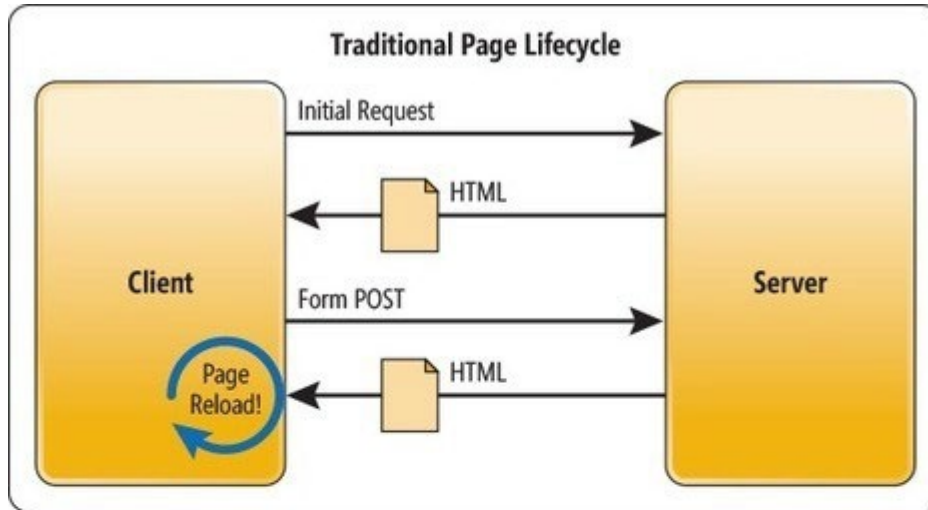 Traditional Page Lifecycle
Initial Request
HTML
Client
Server
Form POST
HTML
Page
Reload!